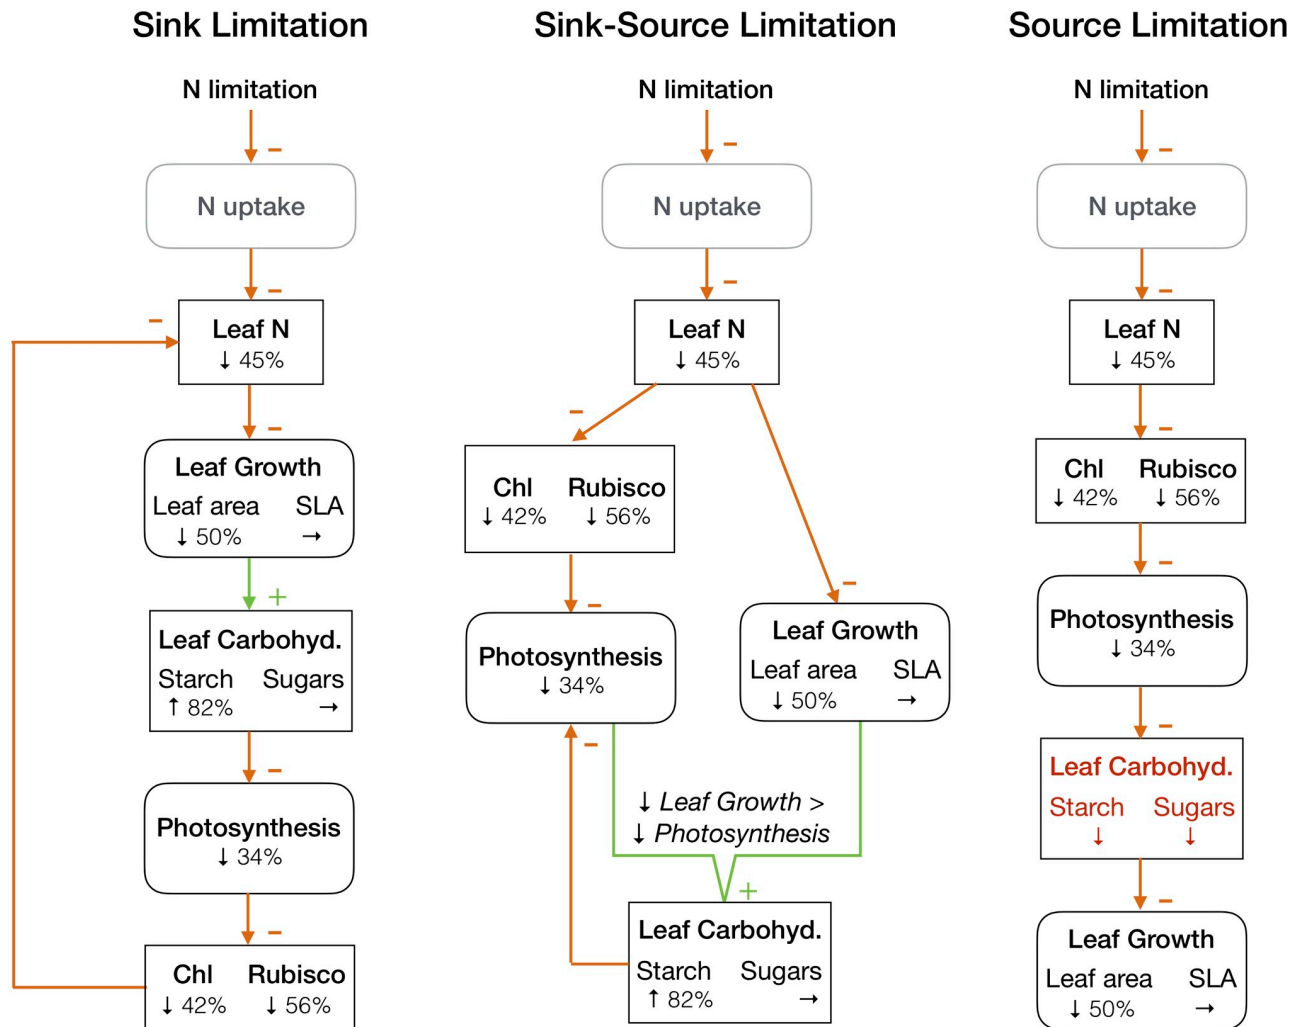 Sink Limitation
N limitation
−
N uptake
−
−
Leaf N
↓ 45%
−
Leaf Growth
Leaf area SLA
↓ 50% →
+
Leaf Carbohyd.
Starch Sugars
↑ 82% →
−
Photosynthesis
↓ 34%
−
Chl Rubisco
↓ 42% ↓ 56%
Sink-Source Limitation
N limitation
−
N uptake
−
Leaf N
↓ 45%
−
Chl Rubisco
↓ 42% ↓ 56%
−
−
Photosynthesis
↓ 34%
Leaf Growth
Leaf area SLA
↓ 50% →
−
↓ Leaf Growth >
↓ Photosynthesis
+
Leaf Carbohyd.
Starch Sugars
↑ 82% →
Source Limitation
N limitation
−
N uptake
−
Leaf N
↓ 45%
−
Chl Rubisco
↓ 42% ↓ 56%
−
Photosynthesis
↓ 34%
−
Leaf Carbohyd.
Starch Sugars
↓ ↓
−
Leaf Growth
Leaf area SLA
↓ 50% →